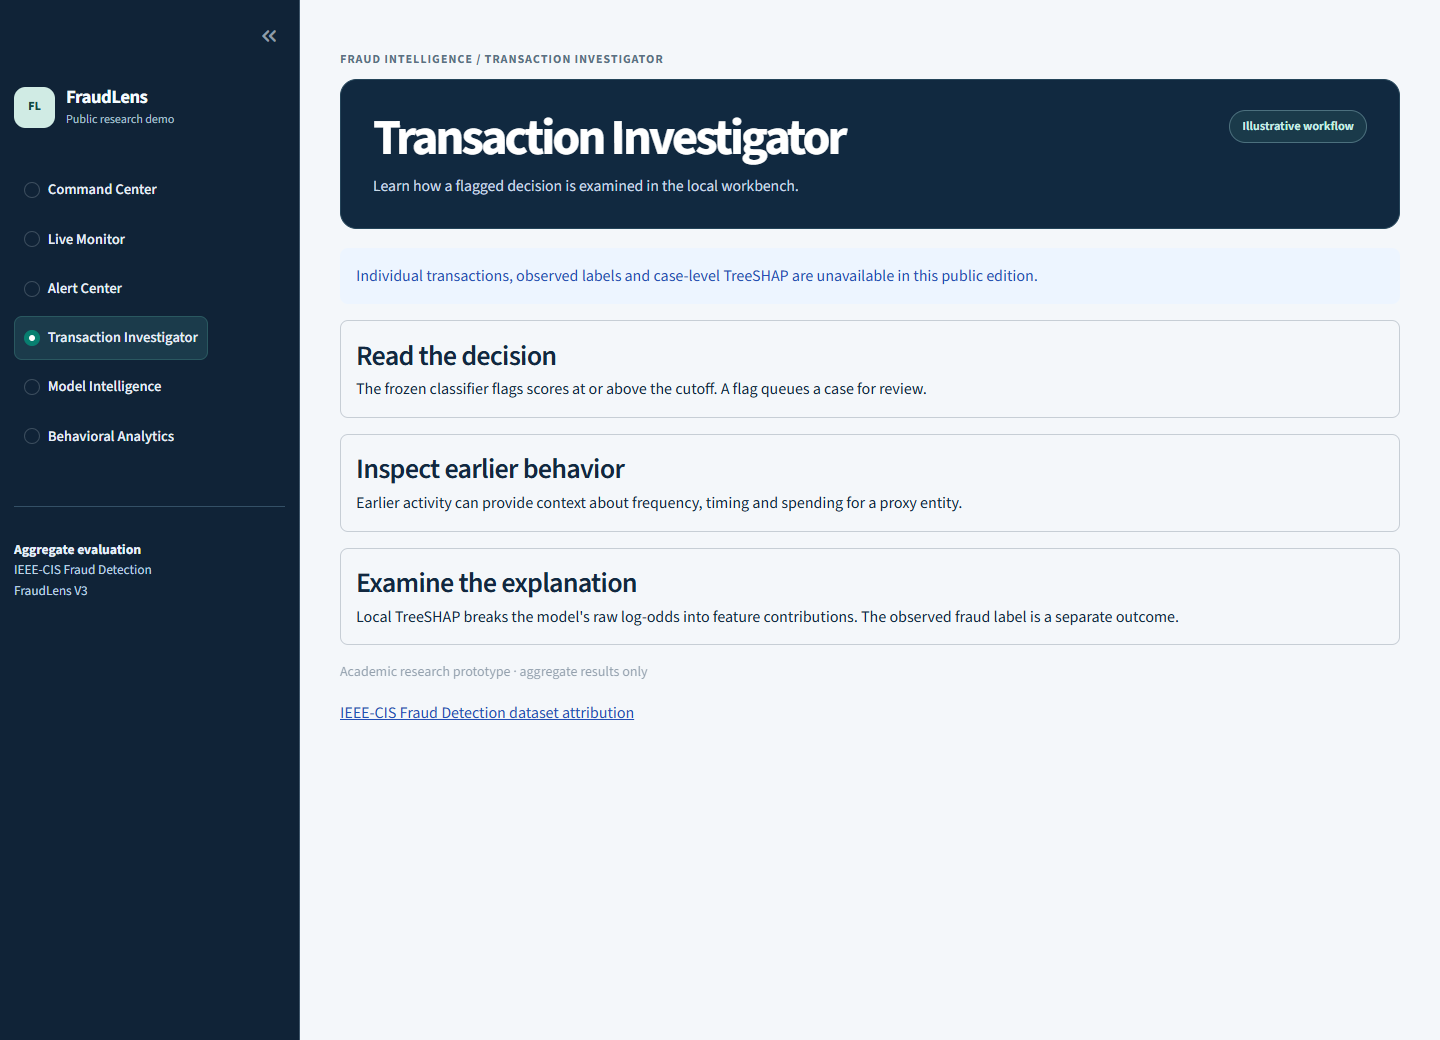 FL
FraudLens
Public research demo
Command Center
Live Monitor
Alert Center
Transaction Investigator
Model Intelligence
Behavioral Analytics
Aggregate evaluation
IEEE-CIS Fraud Detection
FraudLens V3
FRAUD INTELLIGENCE / TRANSACTION INVESTIGATOR
Transaction Investigator
Illustrative workflow
Learn how a flagged decision is examined in the local workbench.
Individual transactions, observed labels and case-level TreeSHAP are unavailable in this public edition.
Read the decision
The frozen classifier flags scores at or above the cutoff. A flag queues a case for review.
Inspect earlier behavior
Earlier activity can provide context about frequency, timing and spending for a proxy entity.
Examine the explanation
Local TreeSHAP breaks the model's raw log-odds into feature contributions. The observed fraud label is a separate outcome.
Academic research prototype · aggregate results only
IEEE-CIS Fraud Detection dataset attribution